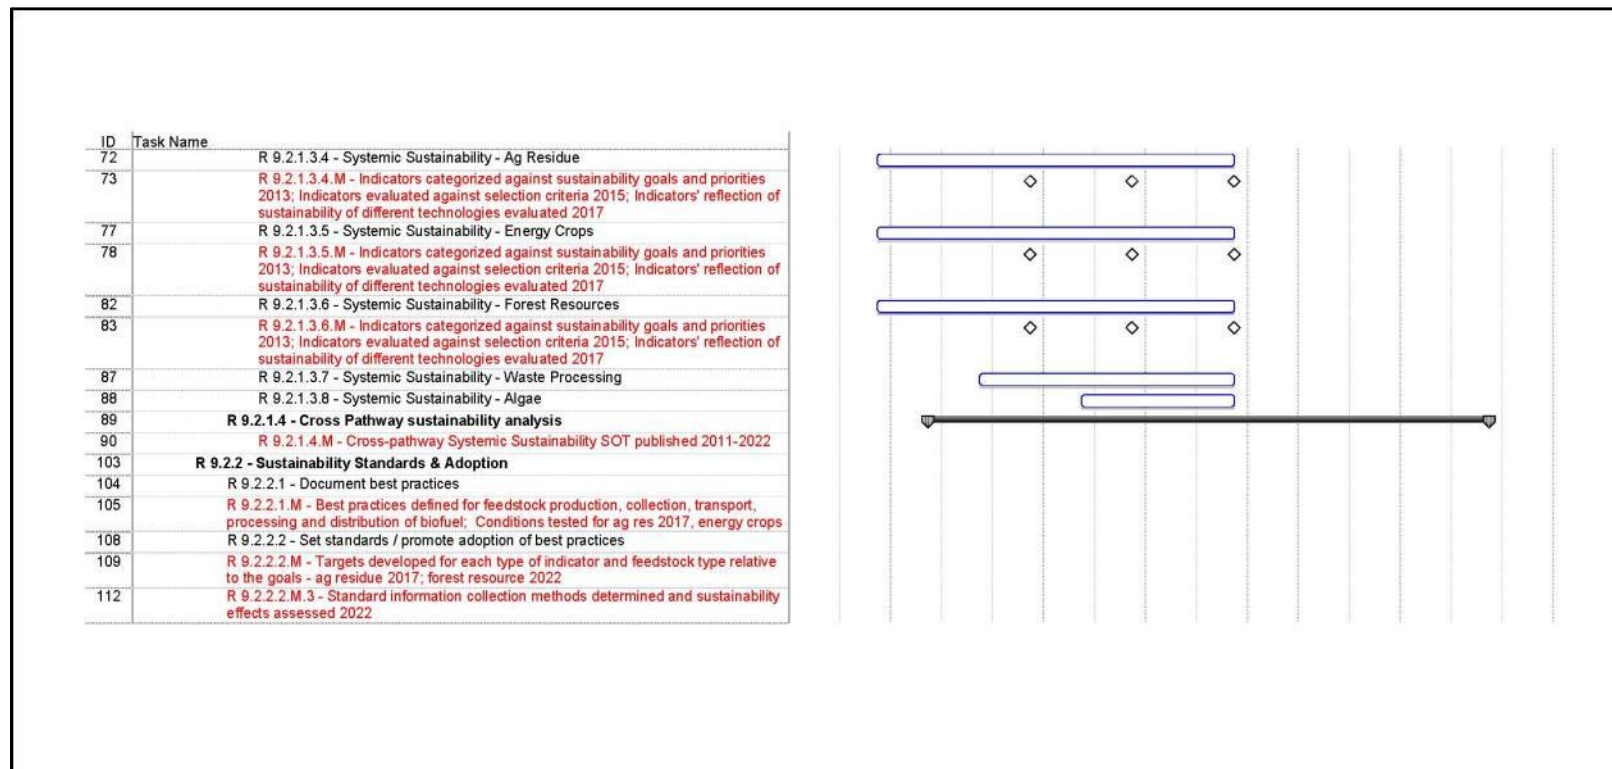 ID Task Name
72 R 9.2.1.3.4 - Systemic Sustainability - Ag Residue
73 R 9.2.1.3.4.M - Indicators categorized against sustainability goals and priorities
2013; Indicators evaluated against selection criteria 2015; Indicators' reflection of
sustainability of different technologies evaluated 2017
77 R 9.2.1.3.5 - Systemic Sustainability - Energy Crops
78 R 9.2.1.3.5.M - Indicators categorized against sustainability goals and priorities
2013; Indicators evaluated against selection criteria 2015; Indicators' reflection of
sustainability of different technologies evaluated 2017
82 R 9.2.1.3.6 - Systemic Sustainability - Forest Resources
83 R 9.2.1.3.6.M - Indicators categorized against sustainability goals and priorities
2013; Indicators evaluated against selection criteria 2015; Indicators' reflection of
sustainability of different technologies evaluated 2017
87 R 9.2.1.3.7 - Systemic Sustainability - Waste Processing
88 R 9.2.1.3.8 - Systemic Sustainability - Algae
89 R 9.2.1.4 - Cross Pathway sustainability analysis
90 R 9.2.1.4.M - Cross-pathway Systemic Sustainability SOT published 2011-2022
103 R 9.2.2 - Sustainability Standards & Adoption
104 R 9.2.2.1 - Document best practices
105 R 9.2.2.1.M - Best practices defined for feedstock production, collection, transport,
processing and distribution of biofuel; Conditions tested for ag res 2017, energy crops
108 R 9.2.2.2 - Set standards / promote adoption of best practices
109 R 9.2.2.2.M - Targets developed for each type of indicator and feedstock type relative
to the goals - ag residue 2017; forest resource 2022
112 R 9.2.2.2.M.3 - Standard information collection methods determined and sustainability
effects assessed 2022